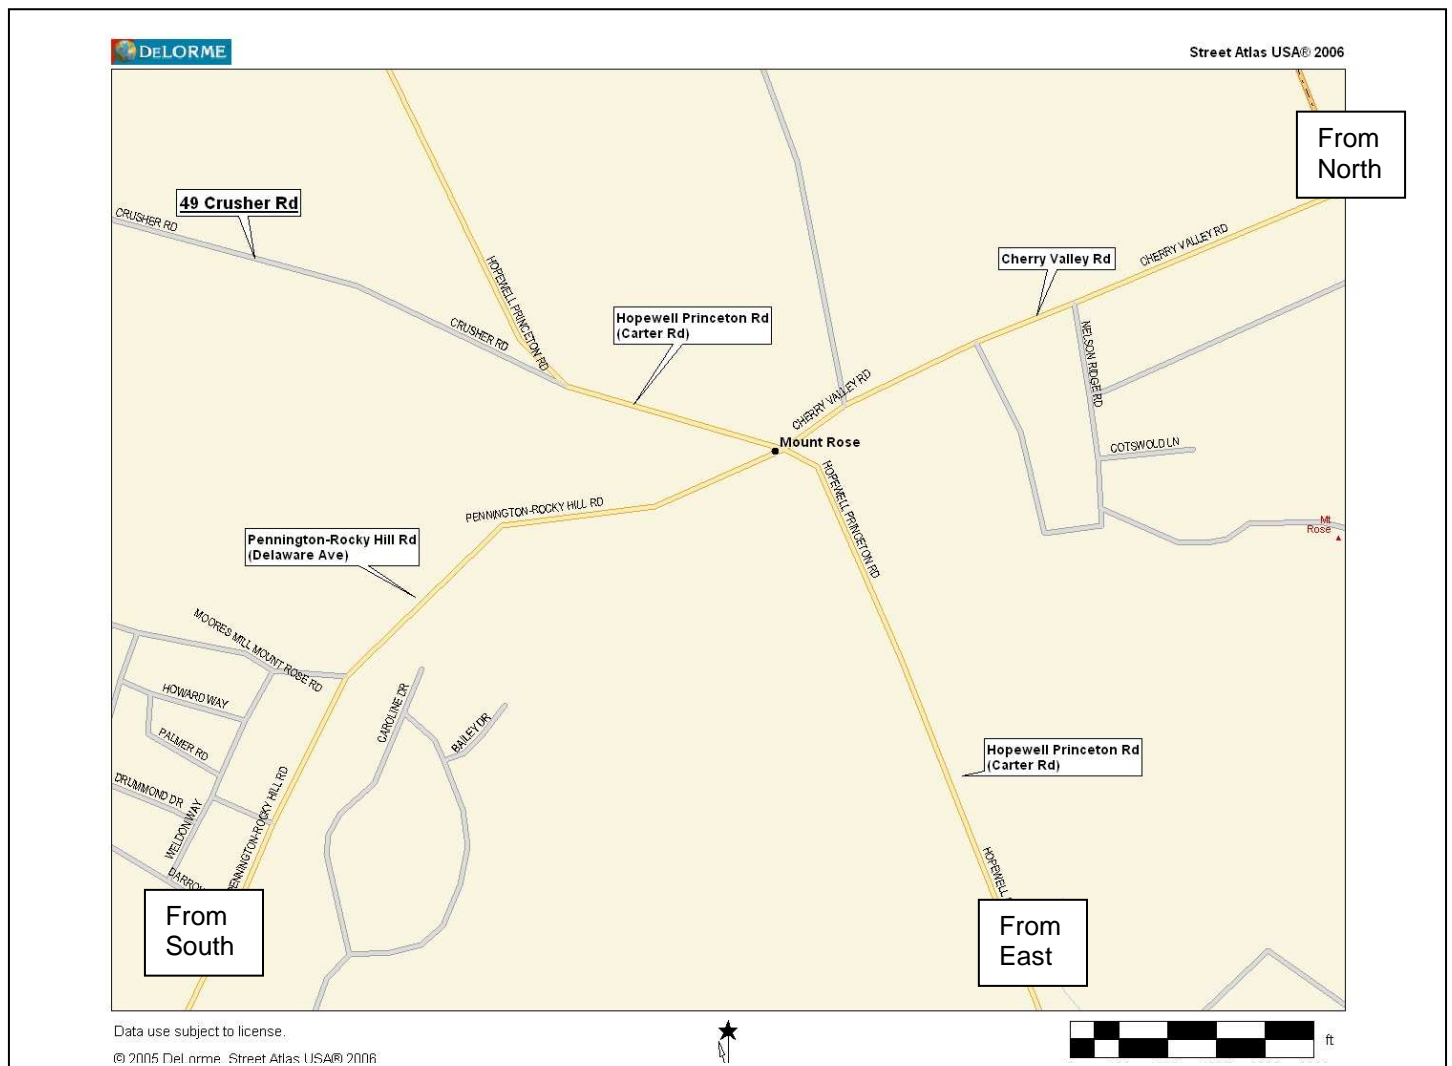 DELORME
Street Atlas USA® 2006
From
North
49 Crusher Rd
CRUSHER RD
CHERRY VALLEY RD
Cherry Valley Rd
HOPEWELL PRINCETON RD
Hopewell Princeton Rd
(Carter Rd)
CRUSHER RD
NELSON RIDGE RD
CHERRY VALLEY RD
Mount Rose
COTSWOLD LN
HOPEWELL PRINCETON RD
PENNINGTON-ROCKY HILL RD
Mt
Rose
Pennington-Rocky Hill Rd
(Delaware Ave)
MOORES MILL MOUNT ROSE RD
HOWARD WAY
CAROLINE DR
BAILEY DR
PALMER RD
Hopewell Princeton Rd
(Carter Rd)
DRUMMOND DR
WELDON WAY
PENNINGTON-ROCKY HILL RD
HOPEWELL
From
South
From
East
Data use subject to license.
ft
© 2005 DeLorme. Street Atlas USA® 2006